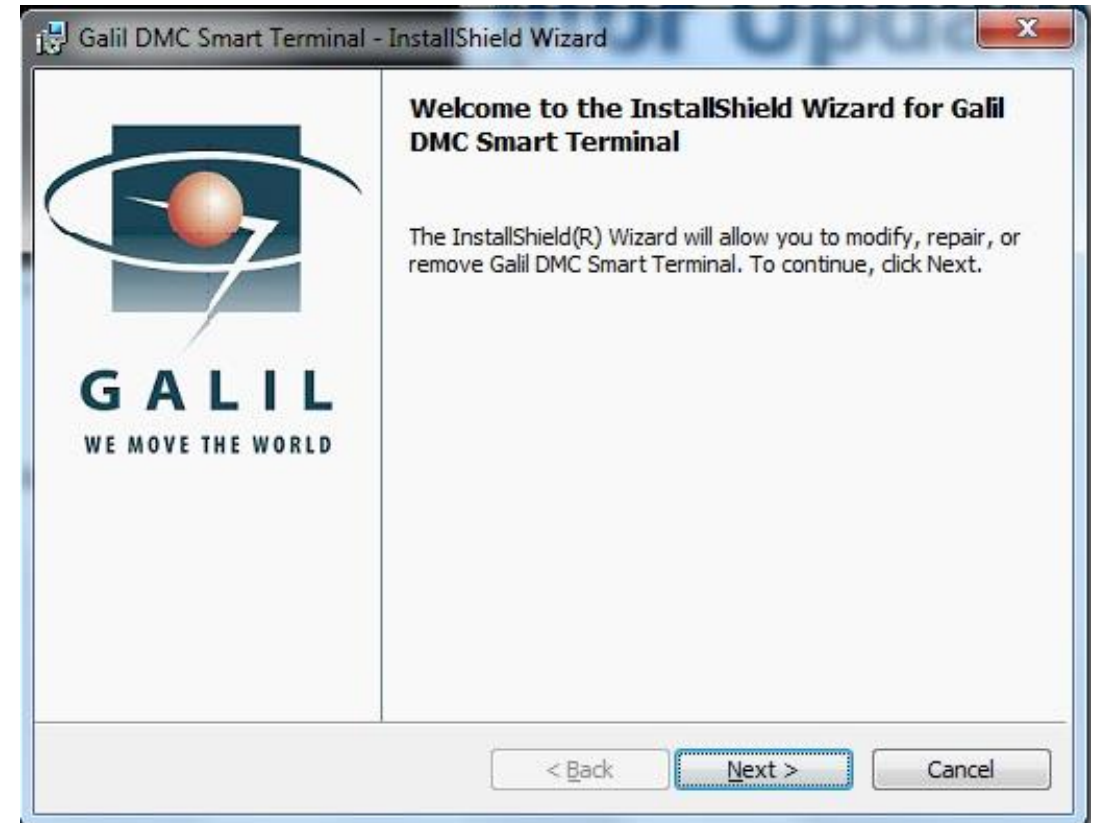 Galil DMC Smart Terminal - InstallShield Wizard
Welcome to the InstallShield Wizard for Galil
DMC Smart Terminal
The InstallShield(R) Wizard will allow you to modify, repair, or
remove Galil DMC Smart Terminal. To continue, click Next.
GALIL
WE MOVE THE WORLD
< Back
Next >
Cancel